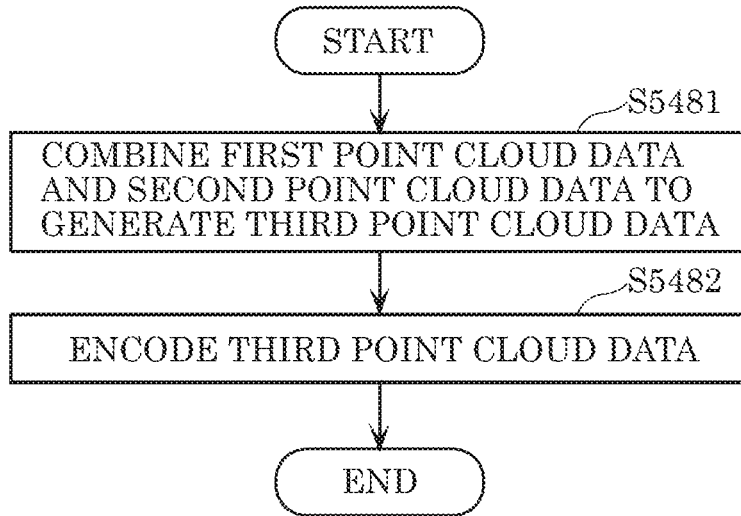 START
S5481
COMBINE FIRST POINT CLOUD DATA
AND SECOND POINT CLOUD DATA TO
GENERATE THIRD POINT CLOUD DATA
S5482
ENCODE THIRD POINT CLOUD DATA
END